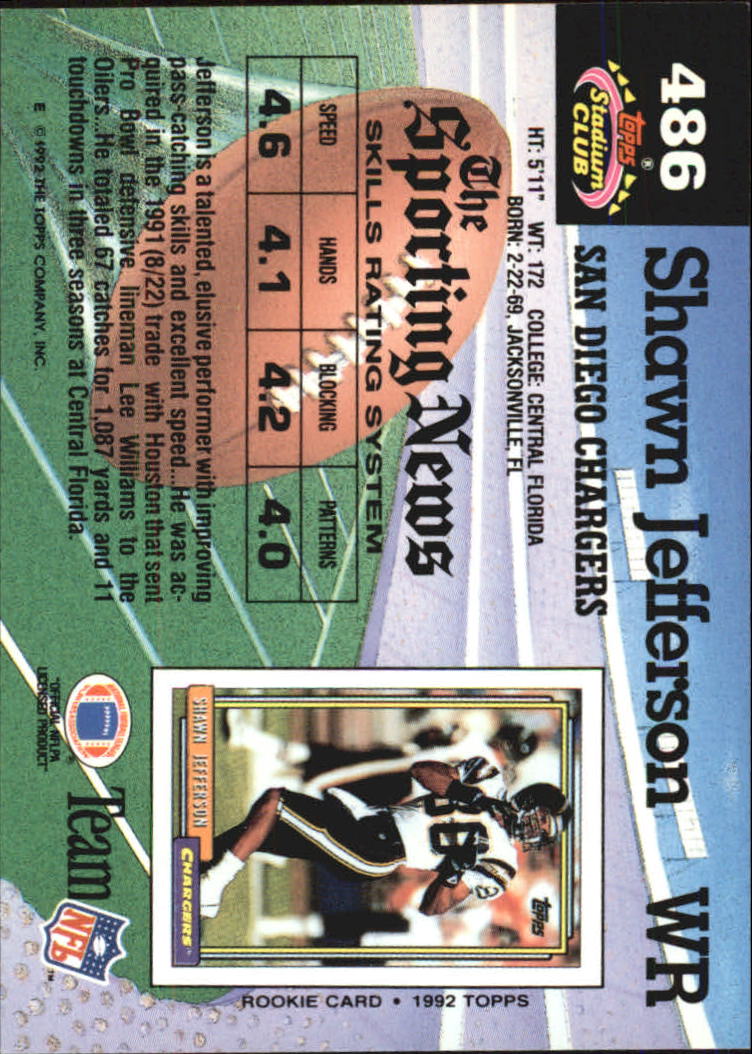 486
Topps®
Stadium
CLUB
Shawn Jefferson WR
SAN DIEGO CHARGERS
HT: 5'11" WT: 172 COLLEGE: CENTRAL FLORIDA
BORN: 2-22-69, JACKSONVILLE, FL
The
Sporting News
SKILLS RATING SYSTEM
SPEED HANDS BLOCKING PATTERNS
4.6 4.1 4.2 4.0
Jefferson is a talented, elusive performer with improving
pass-catching skills and excellent speed...He was ac-
quired in the 1991 (8/22) trade with Houston that sent
Pro Bowl defensive lineman Lee Williams to the
Oilers...He totaled 67 catches for 1,087 yards and 11
touchdowns in three seasons at Central Florida
E © 1992 THE TOPPS COMPANY, INC.
TOPPS
86
SHAWN JEFFERSON
CHARGERS
ROOKIE CARD • 1992 TOPPS
"OFFICIAL NFLPA
LICENSED PRODUCT"
Team
NFL
™